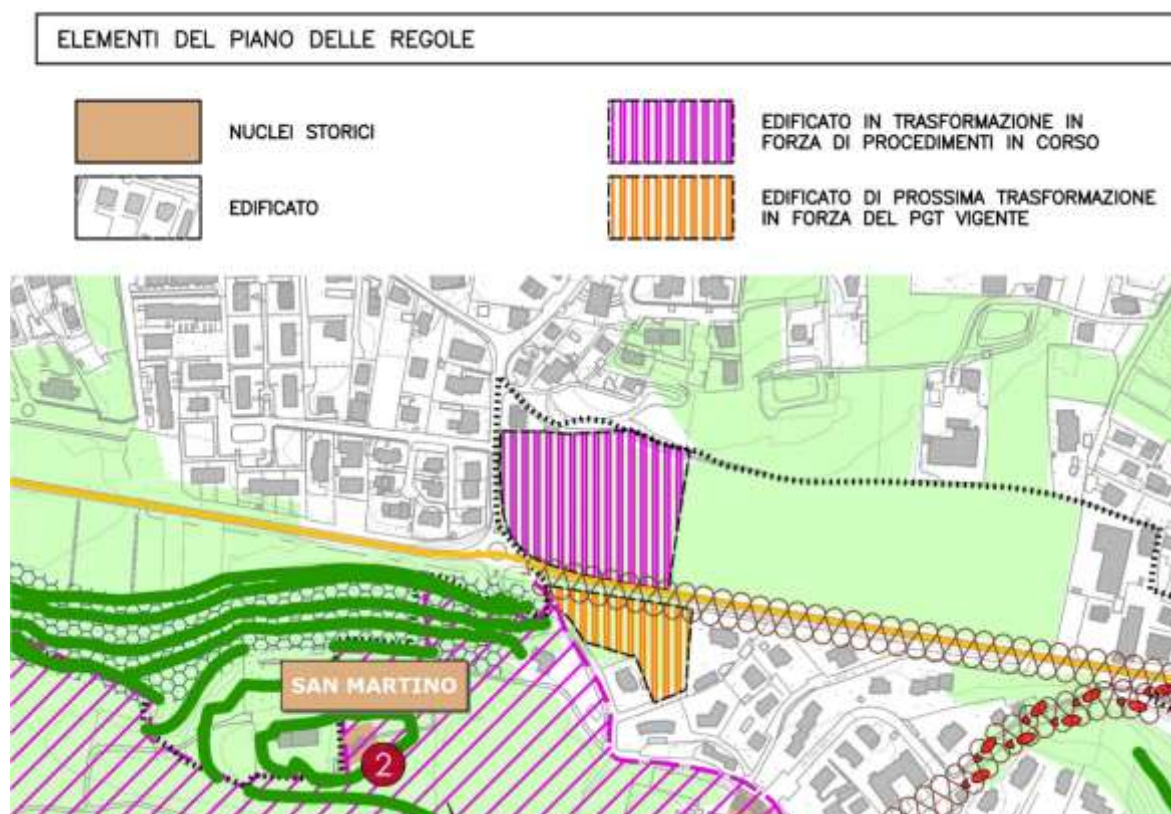 ELEMENTI DEL PIANO DELLE REGOLE
NUCLEI STORICI
EDIFICATO
EDIFICATO IN TRASFORMAZIONE IN
FORZA DI PROCEDIMENTI IN CORSO
EDIFICATO DI PROSSIMA TRASFORMAZIONE
IN FORZA DEL PGT VIGENTE
SAN MARTINO
2